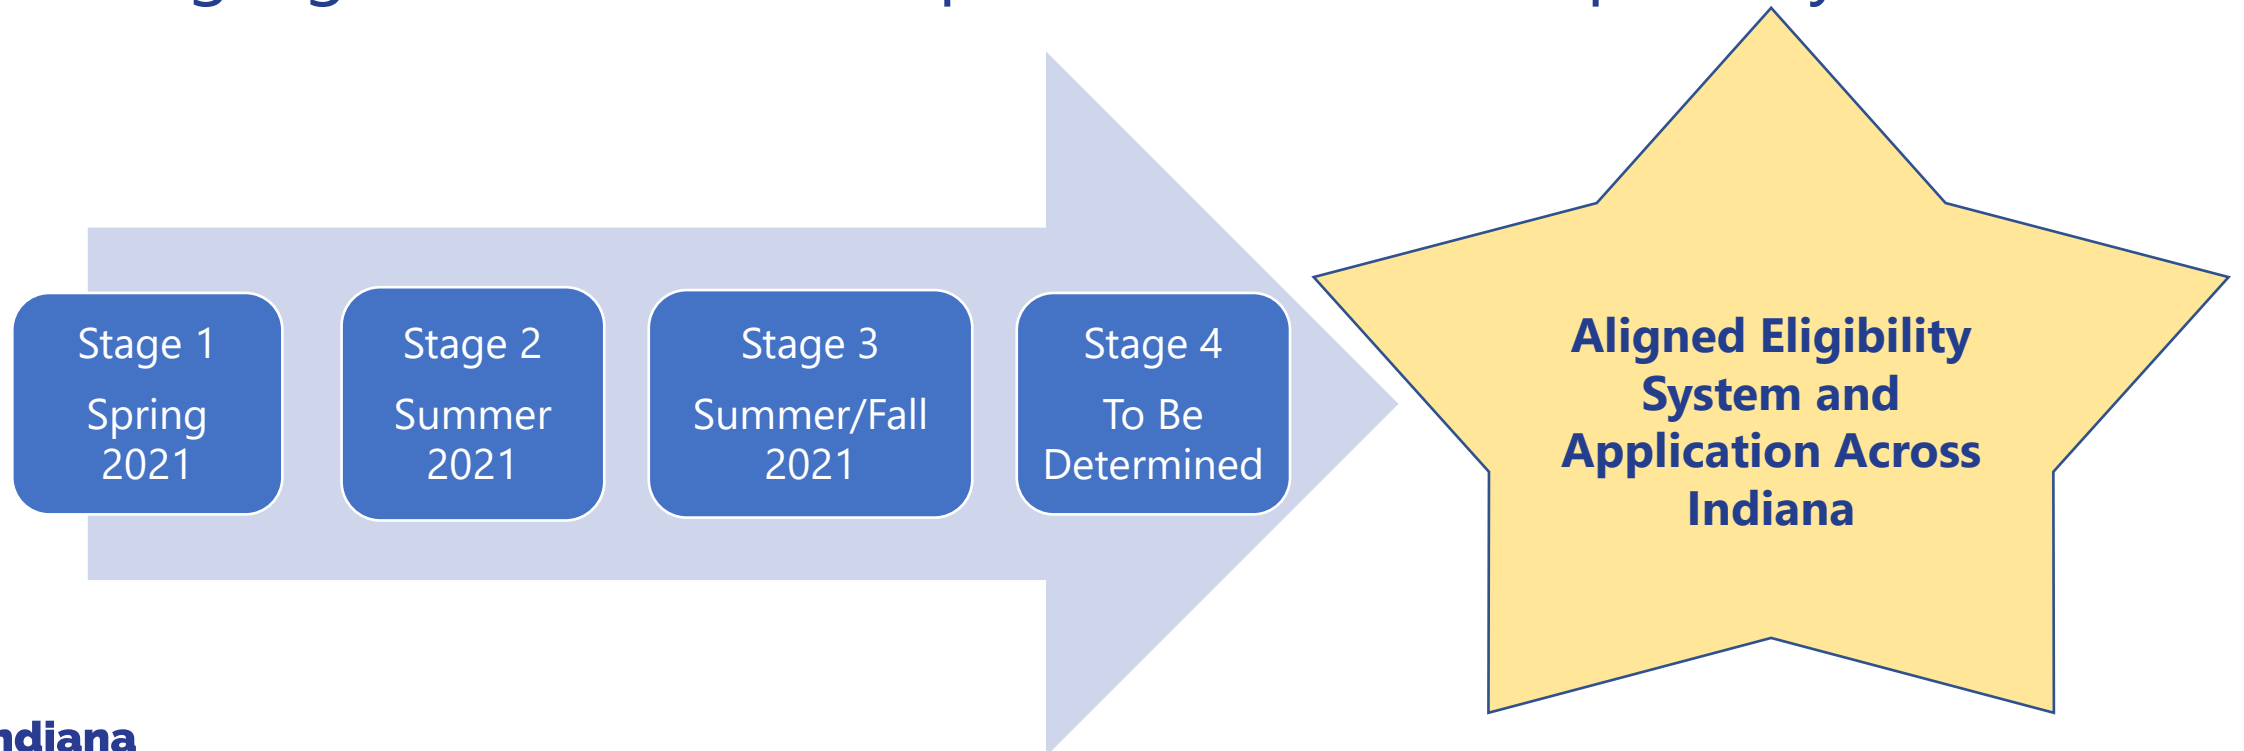 Stage 1
Spring
2021
Stage 2
Summer
2021
Stage 3
Summer/Fall
2021
Stage 4
To Be
Determined
Aligned Eligibility
System and
Application Across
Indiana
ndiana